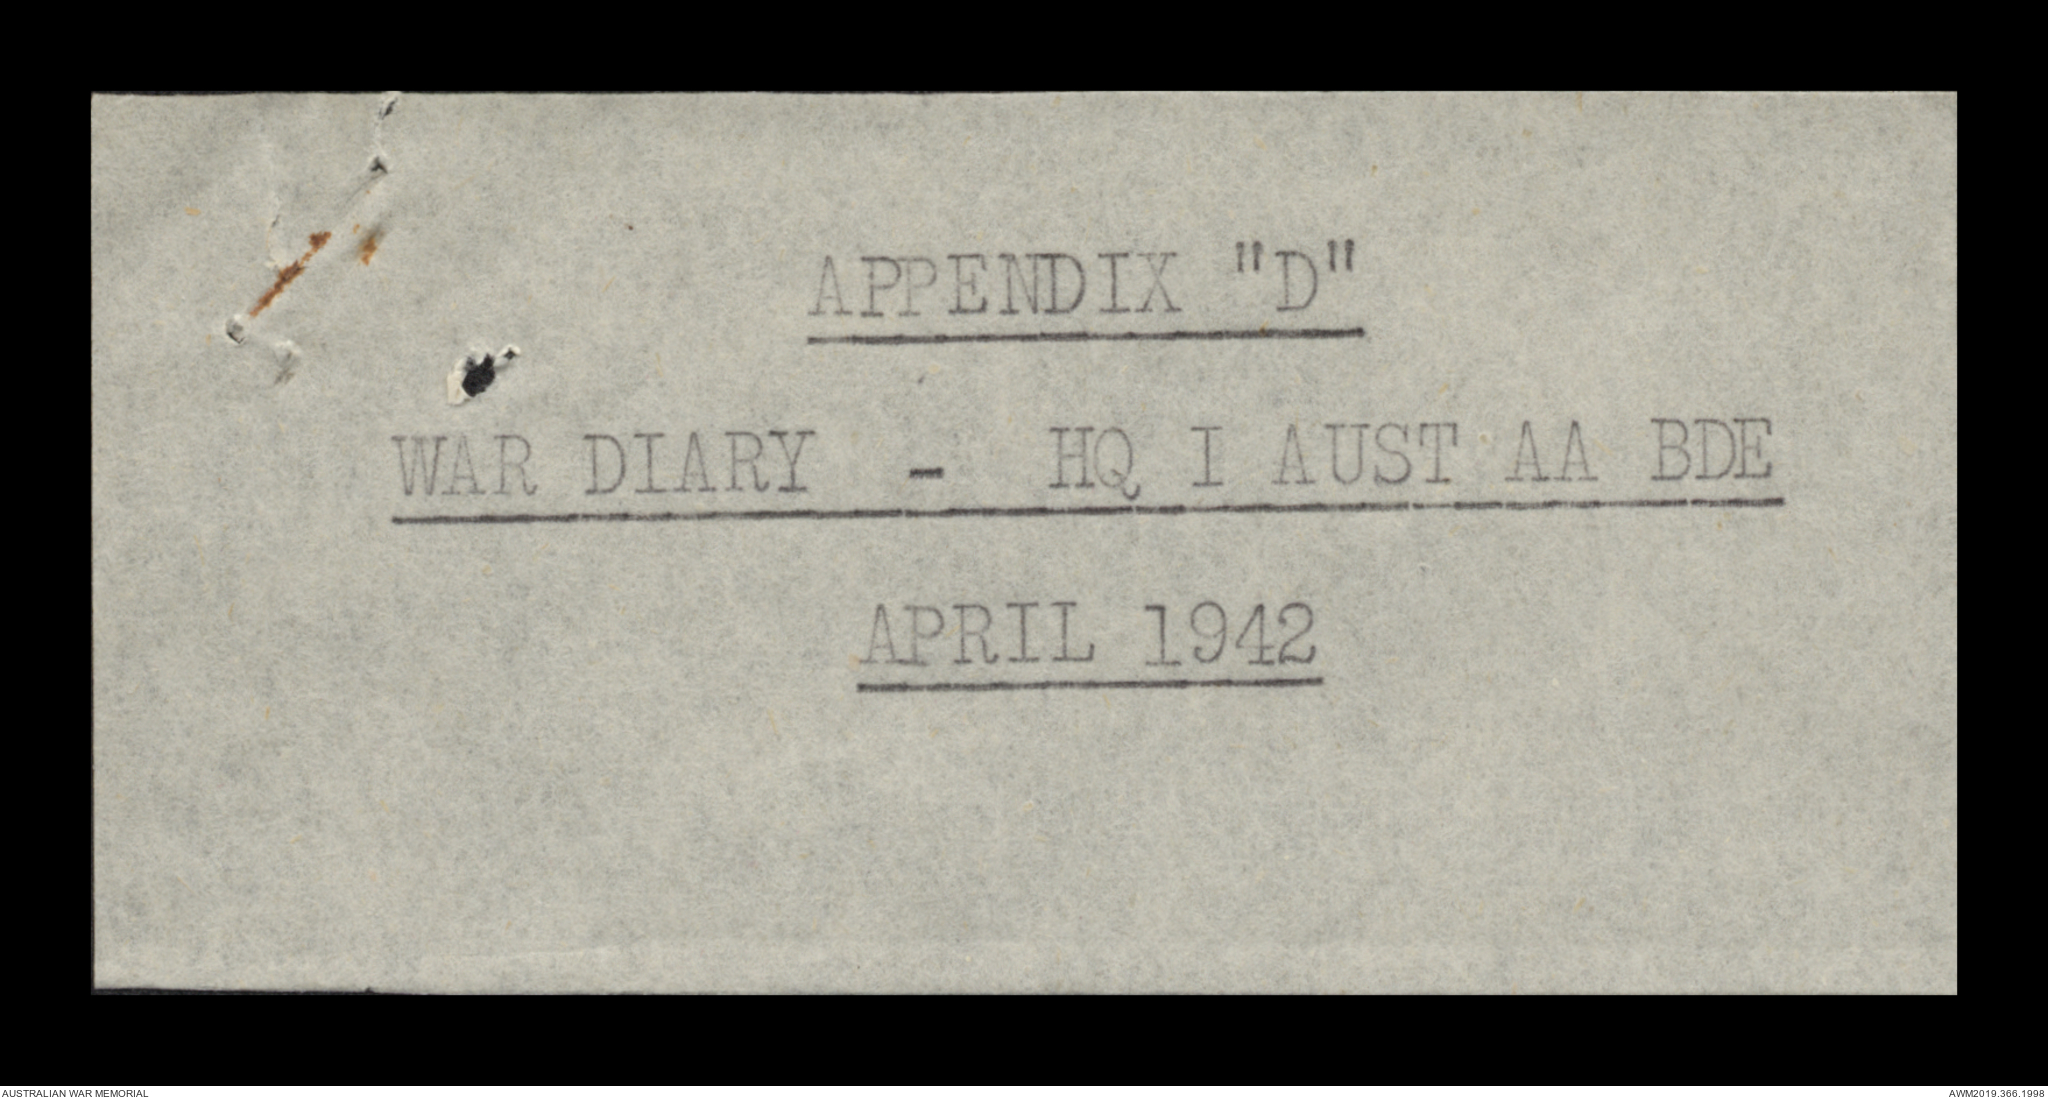 APPENDIX "D"
WAR DIARY - HQ I AUST AA BDE
APRIL 1942
AUSTRALIAN WAR MEMORIAL
AWM2019.366.1998